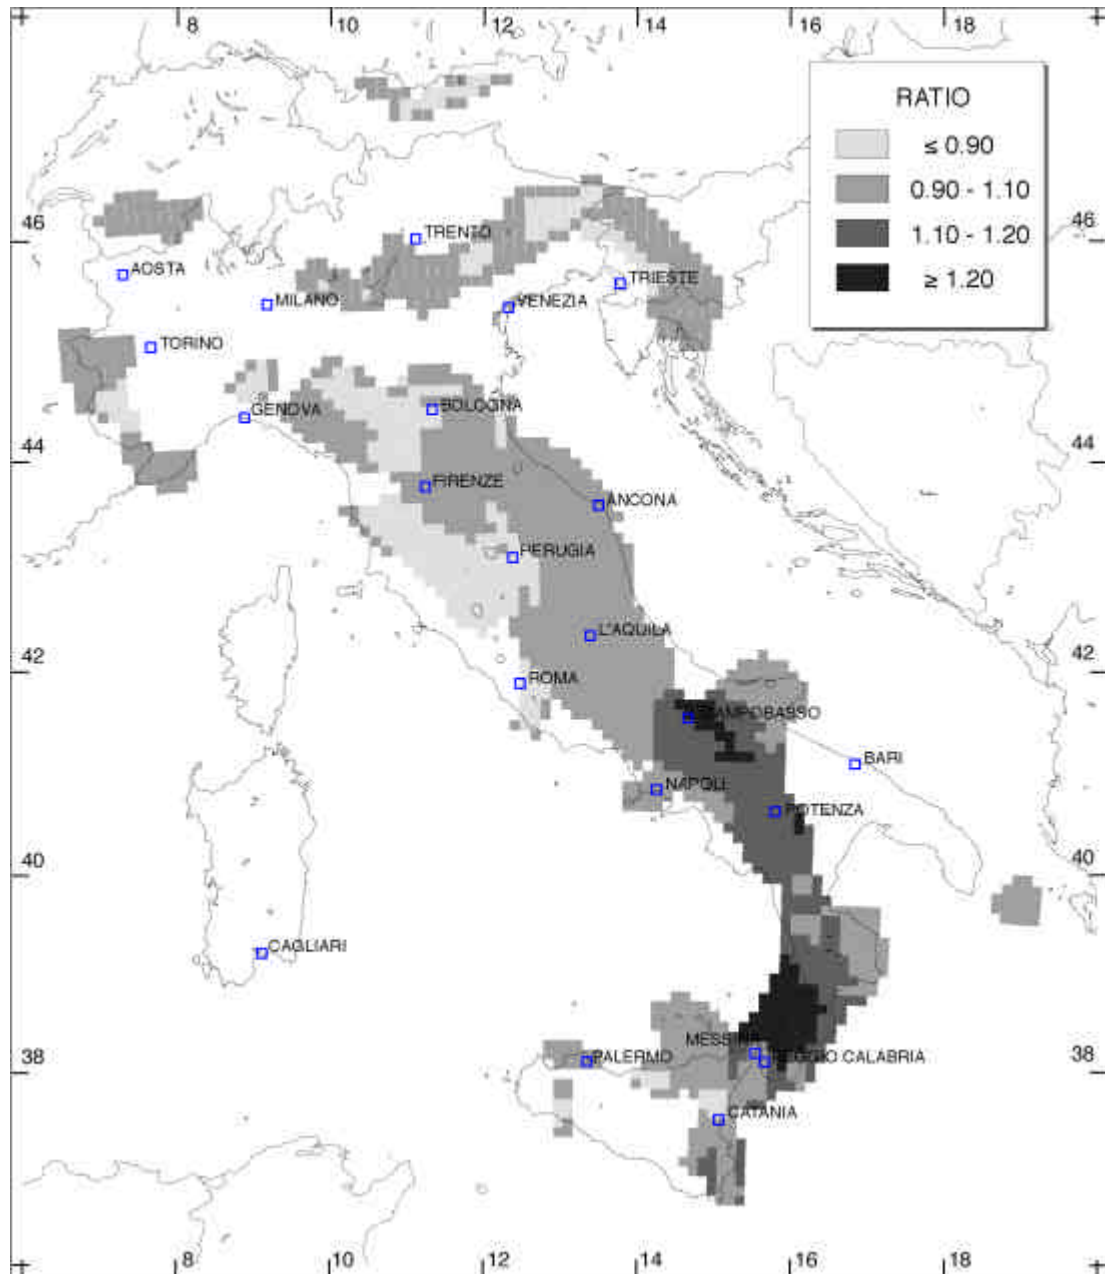 8 10 12 14 16 18
RATIO
≤ 0.90
0.90 - 1.10
1.10 - 1.20
≥ 1.20
46 46
TRENTO
AOSTA
TRIESTE
MILANO
VENEZIA
TORINO
GENOVA
BOLOGNA
44 44
FIRENZE
ANCONA
PERUGIA
L'AQUILA
42 42
ROMA
CAMPOBASSO
BARI
NAPOLI
POTENZA
40 40
CAGLIARI
MESSINA
38 PALERMO REGGIO CALABRIA 38
CATANIA
8 10 12 14 16 18